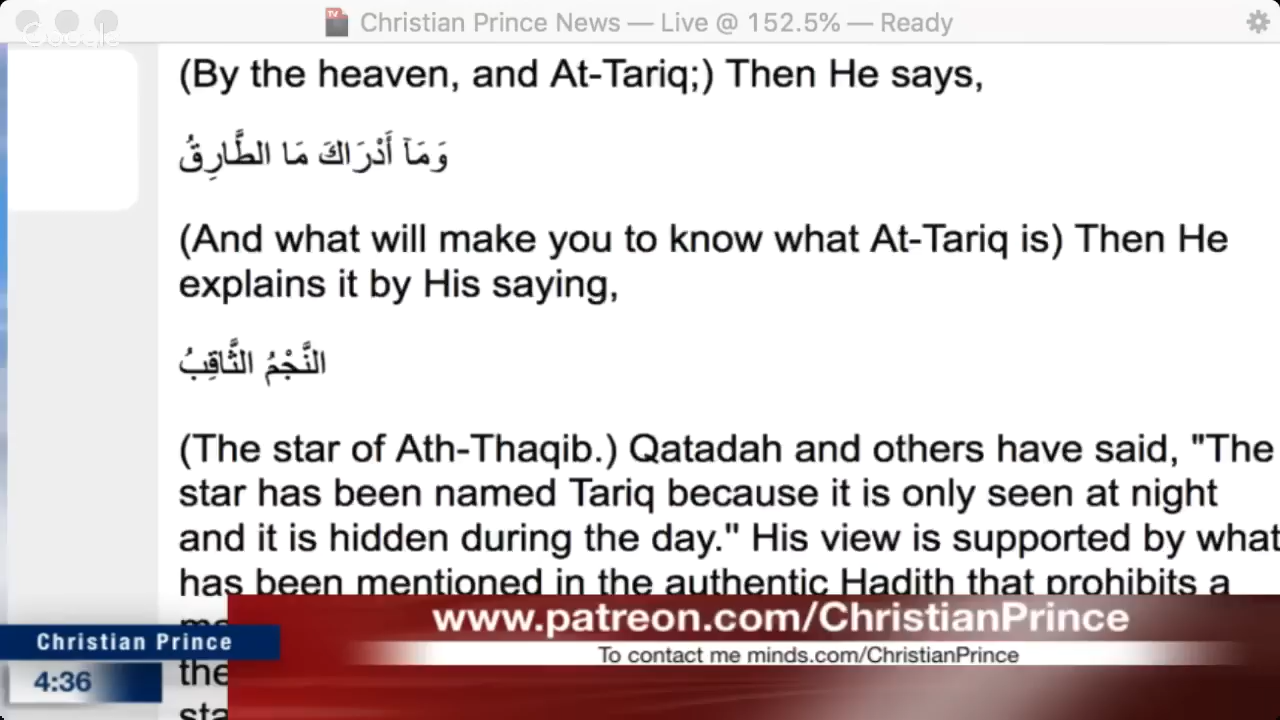 Christian Prince News — Live @ 152.5% — Ready
Google
(By the heaven, and At-Tariq;) Then He says,
وَمَآ أَدْرَاكَ مَا الطَّارِقُ
(And what will make you to know what At-Tariq is) Then He
explains it by His saying,
النَّجْمُ الثَّاقِبُ
(The star of Ath-Thaqib.) Qatadah and others have said, "The
star has been named Tariq because it is only seen at night
and it is hidden during the day." His view is supported by what
has been mentioned in the authentic Hadith that prohibits a
the
www.patreon.com/ChristianPrince
To contact me minds.com/ChristianPrince
Christian Prince
4:36